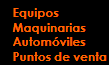 Equipos
Maquinarias
Automóviles
Puntos de venta